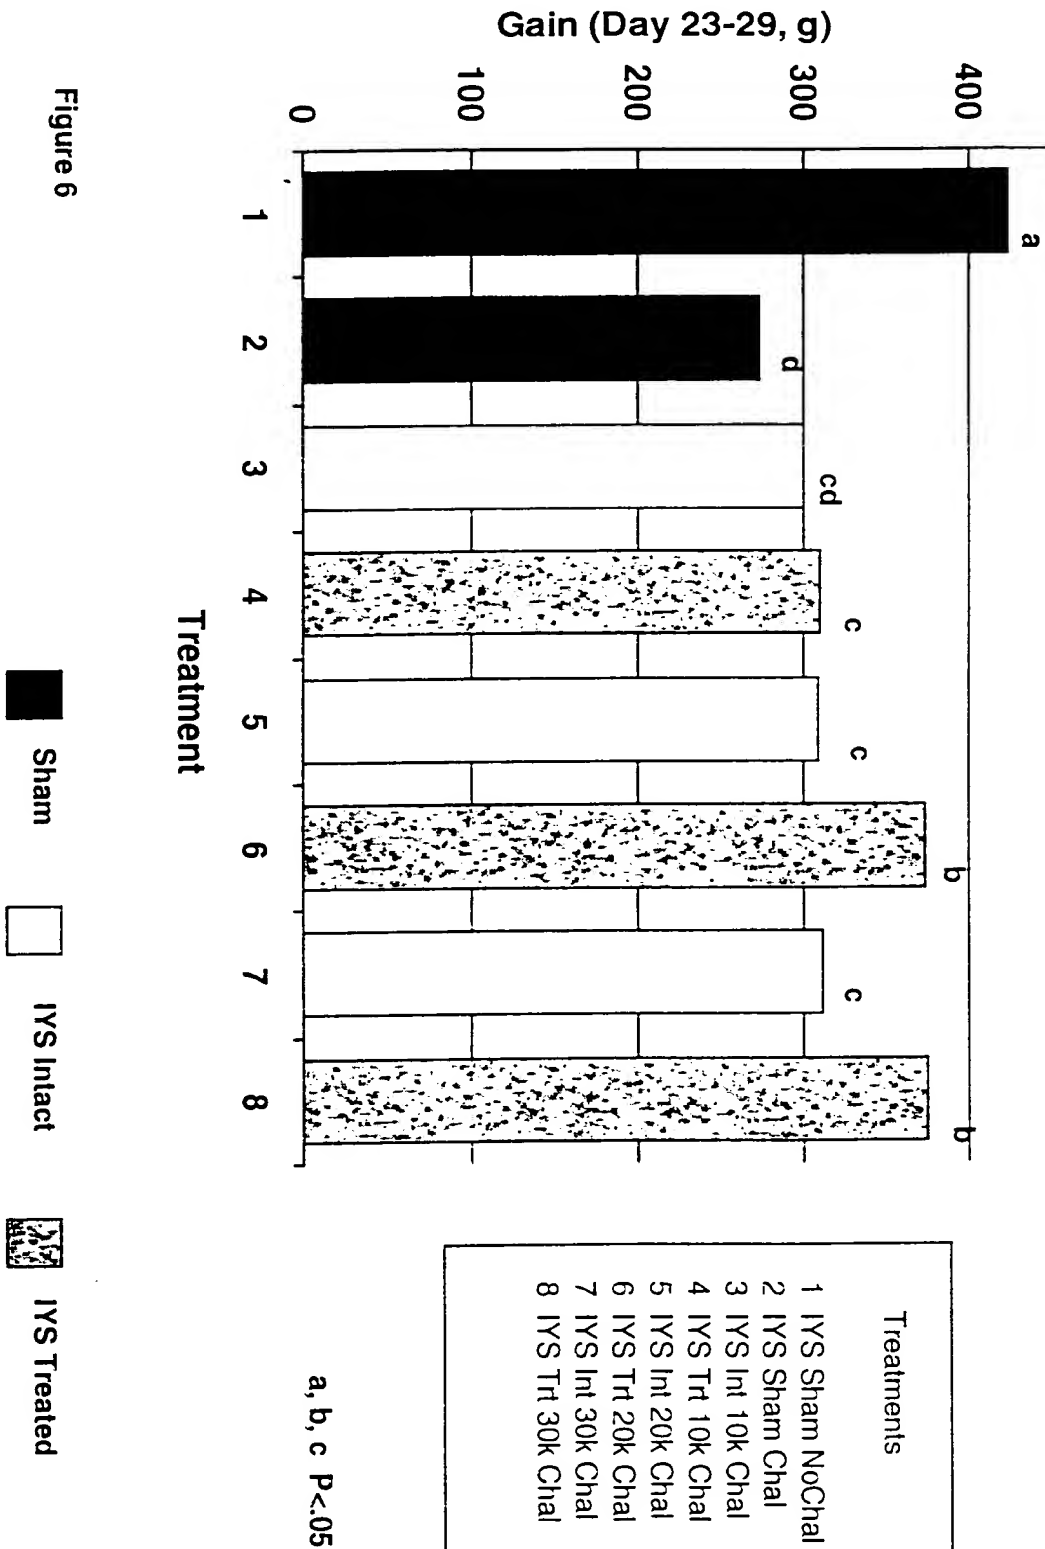 Gain (Day 23-29, g)
400
300
200
100
0
a
d
cd
c
c
b
c
b
1
2
3
4
5
6
7
8
Treatment
Sham
IYS Intact
IYS Treated
Treatments
1 IYS Sham NoChal
2 IYS Sham Chal
3 IYS Int 10k Chal
4 IYS Trt 10k Chal
5 IYS Int 20k Chal
6 IYS Trt 20k Chal
7 IYS Int 30k Chal
8 IYS Trt 30k Chal
a, b, c P<.05
Figure 6